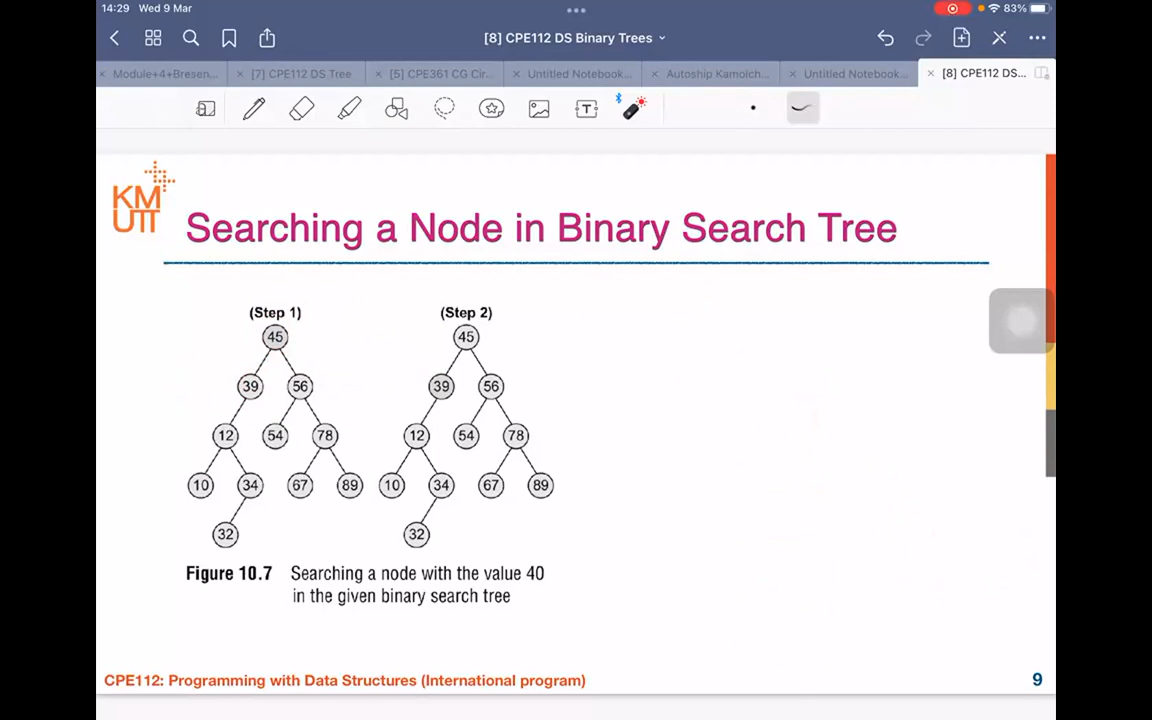 14:29 Wed 9 Mar
83%
[8] CPE112 DS Binary Trees
Module+4+Bresen...
[7] CPE112 DS Tree
[5] CPE361 CG Cir...
Untitled Notebook...
Autoship Kamolch...
Untitled Notebook...
[8] CPE112 DS...
KM
UTT
Searching a Node in Binary Search Tree
(Step 1)
45
39 56
12 54 78
10 34 67 89
32
(Step 2)
45
39 56
12 54 78
10 34 67 89
32
Figure 10.7 Searching a node with the value 40
in the given binary search tree
CPE112: Programming with Data Structures (International program)
9